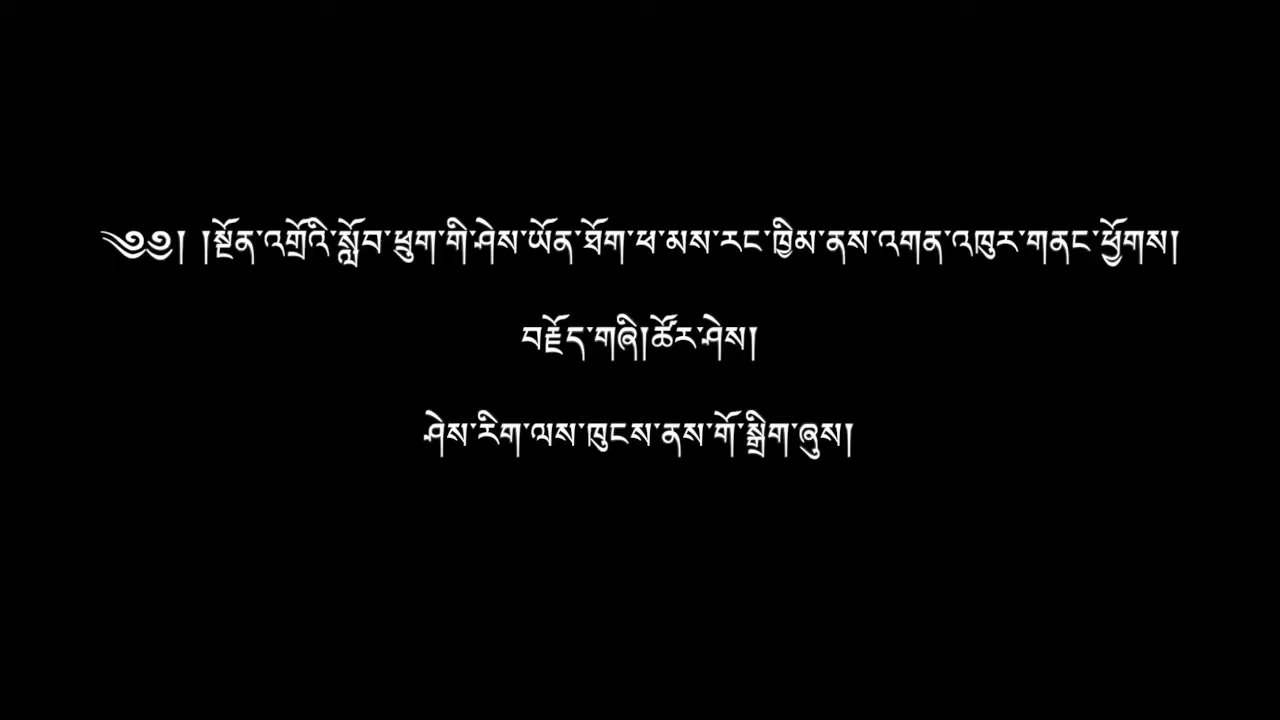 ༄༅། །སྔོན་འགྲོའི་སློབ་ཕྲུག་གི་ཤེས་ཡོན་ཐོག་ཕ་མས་རང་ཁྱིམ་ནས་འགན་འཁུར་གནང་ཕྱོགས།
བརྗོད་གཞི།ཚོར་ཤེས།
ཤེས་རིག་ལས་ཁུངས་ནས་གོ་སྒྲིག་ཞུས།